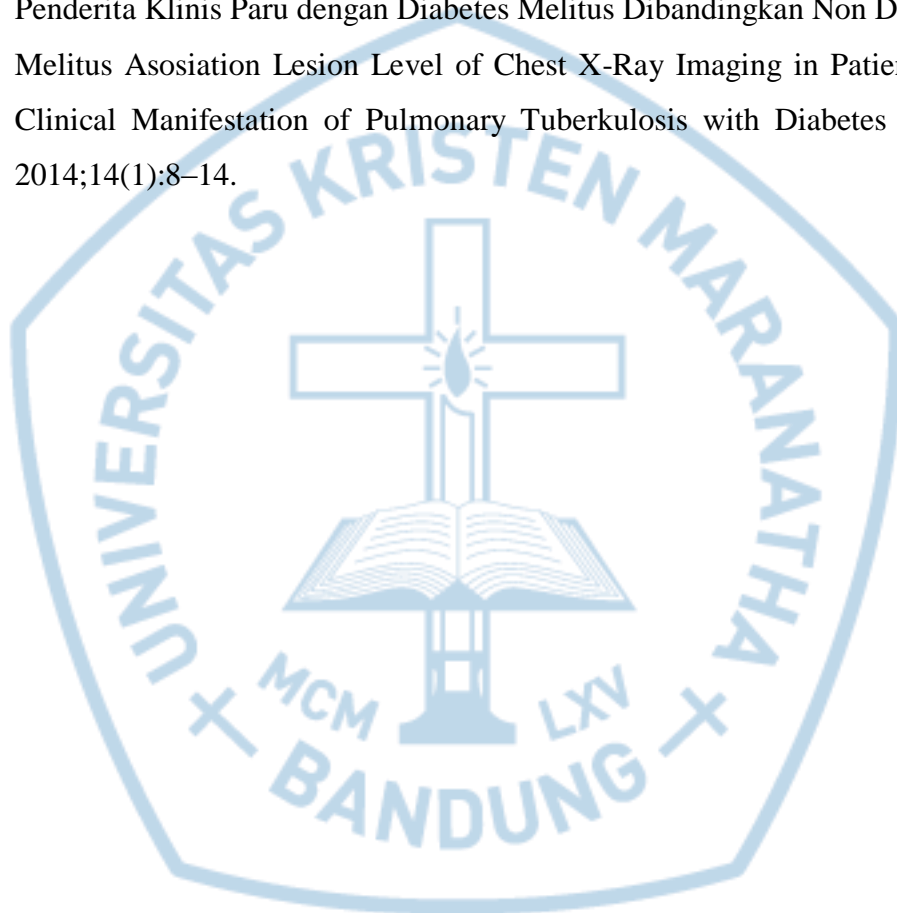 Penderita Klinis Paru dengan Diabetes Melitus Dibandingkan Non D
Melitus Asosiation Lesion Level of Chest X-Ray Imaging in Patie
Clinical Manifestation of Pulmonary Tuberkulosis with Diabetes
2014;14(1):8–14.
UNIVERSITAS KRISTEN MARANATHA
MCM LXV
BANDUNG